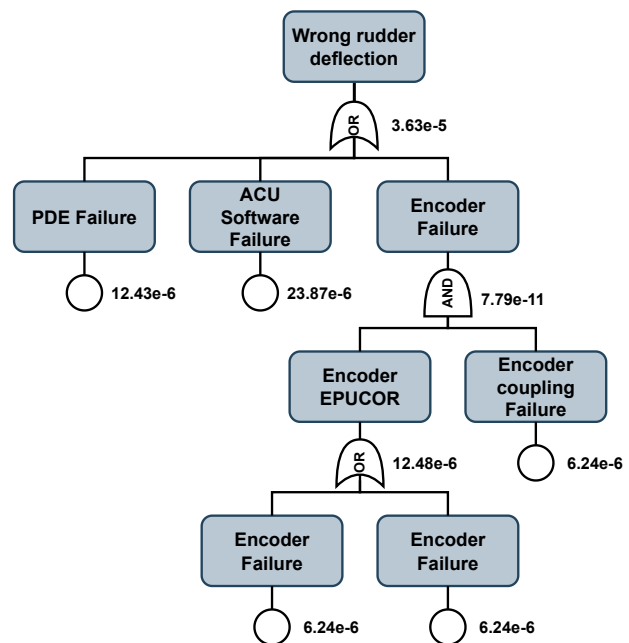 Wrong rudder
deflection
OR
3.63e-5
PDE Failure
ACU
Software
Failure
Encoder
Failure
12.43e-6
23.87e-6
AND
7.79e-11
Encoder
EPUCOR
Encoder
coupling
Failure
OR
12.48e-6
6.24e-6
Encoder
Failure
Encoder
Failure
6.24e-6
6.24e-6